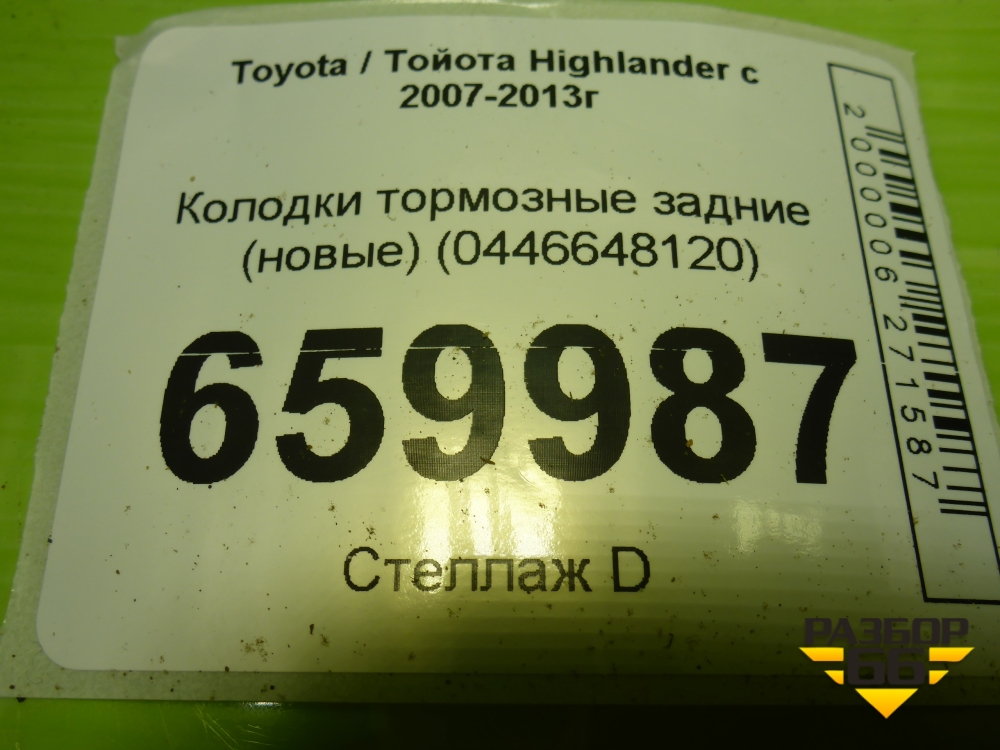 Toyota / Тойота Highlander с
2007-2013г
Колодки тормозные задние
(новые) (0446648120)
659987
Стеллаж D
2000006271587
РАЗБОР
66